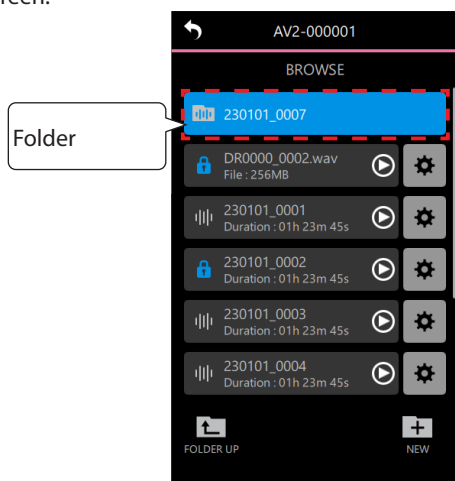 AV2-000001
BROWSE
230101_0007
Folder
DR0000_0002.wav
File : 256MB
230101_0001
Duration : 01h 23m 45s
230101_0002
Duration : 01h 23m 45s
230101_0003
Duration : 01h 23m 45s
230101_0004
Duration : 01h 23m 45s
FOLDER UP
NEW